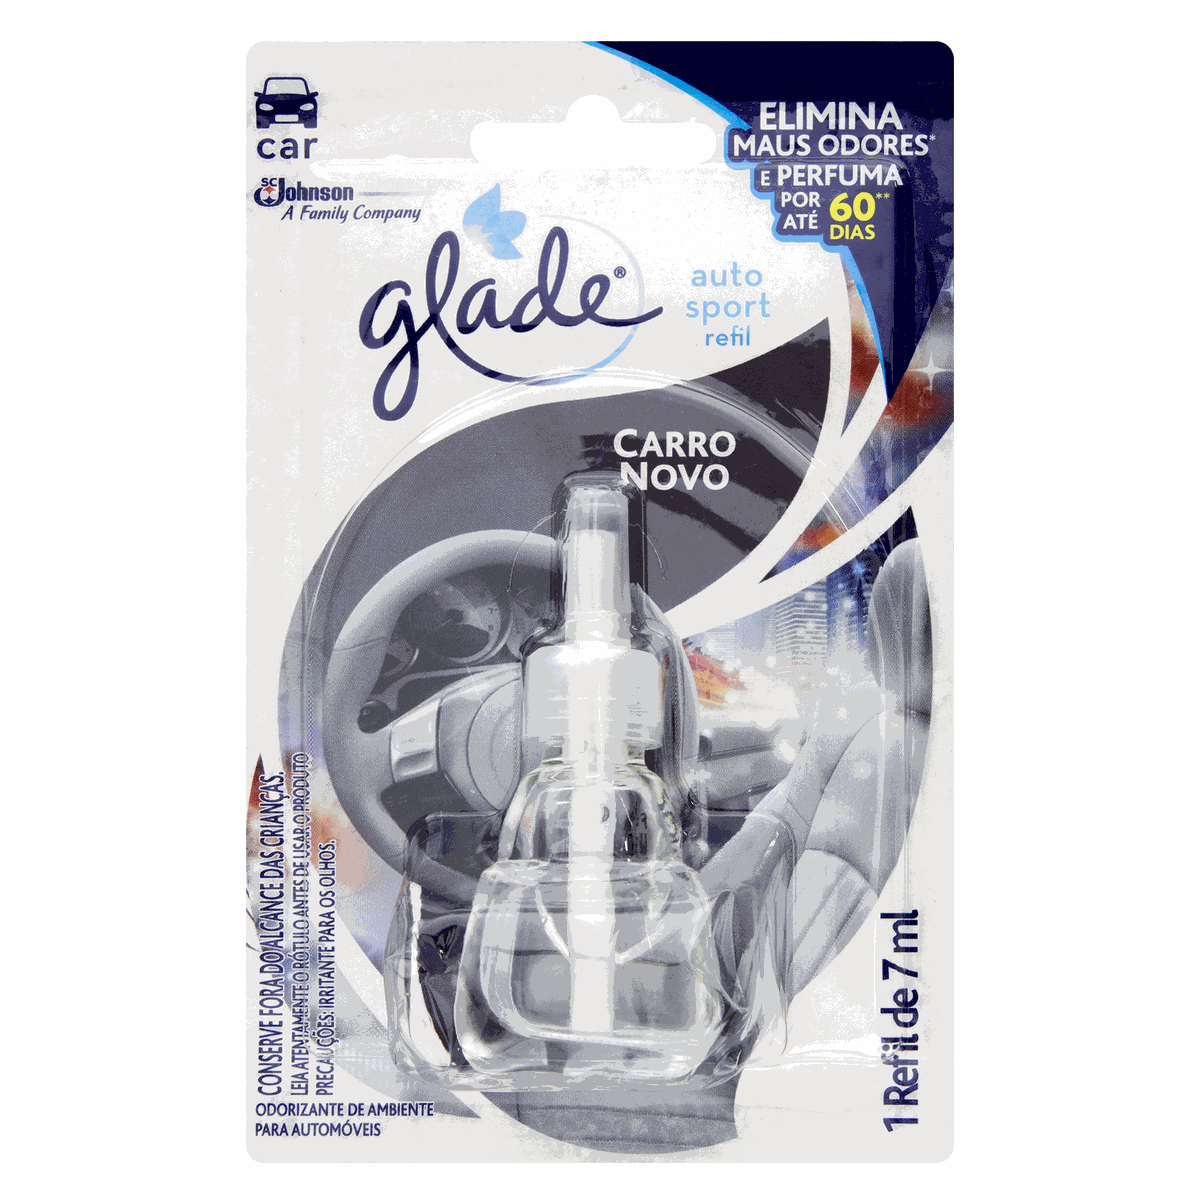 car
SC Johnson
A Family Company
glade®
auto
sport
refil
ELIMINA
MAUS ODORES*
E PERFUMA
POR
ATÉ
60**
DIAS
CARRO
NOVO
CONSERVE FORA DO ALCANCE DAS CRIANÇAS.
LEIA ATENTAMENTE O RÓTULO ANTES DE USAR O PRODUTO
PRECAUÇÕES: IRRITANTE PARA OS OLHOS.
ODORIZANTE DE AMBIENTE
PARA AUTOMÓVEIS
1 Refil de 7 ml